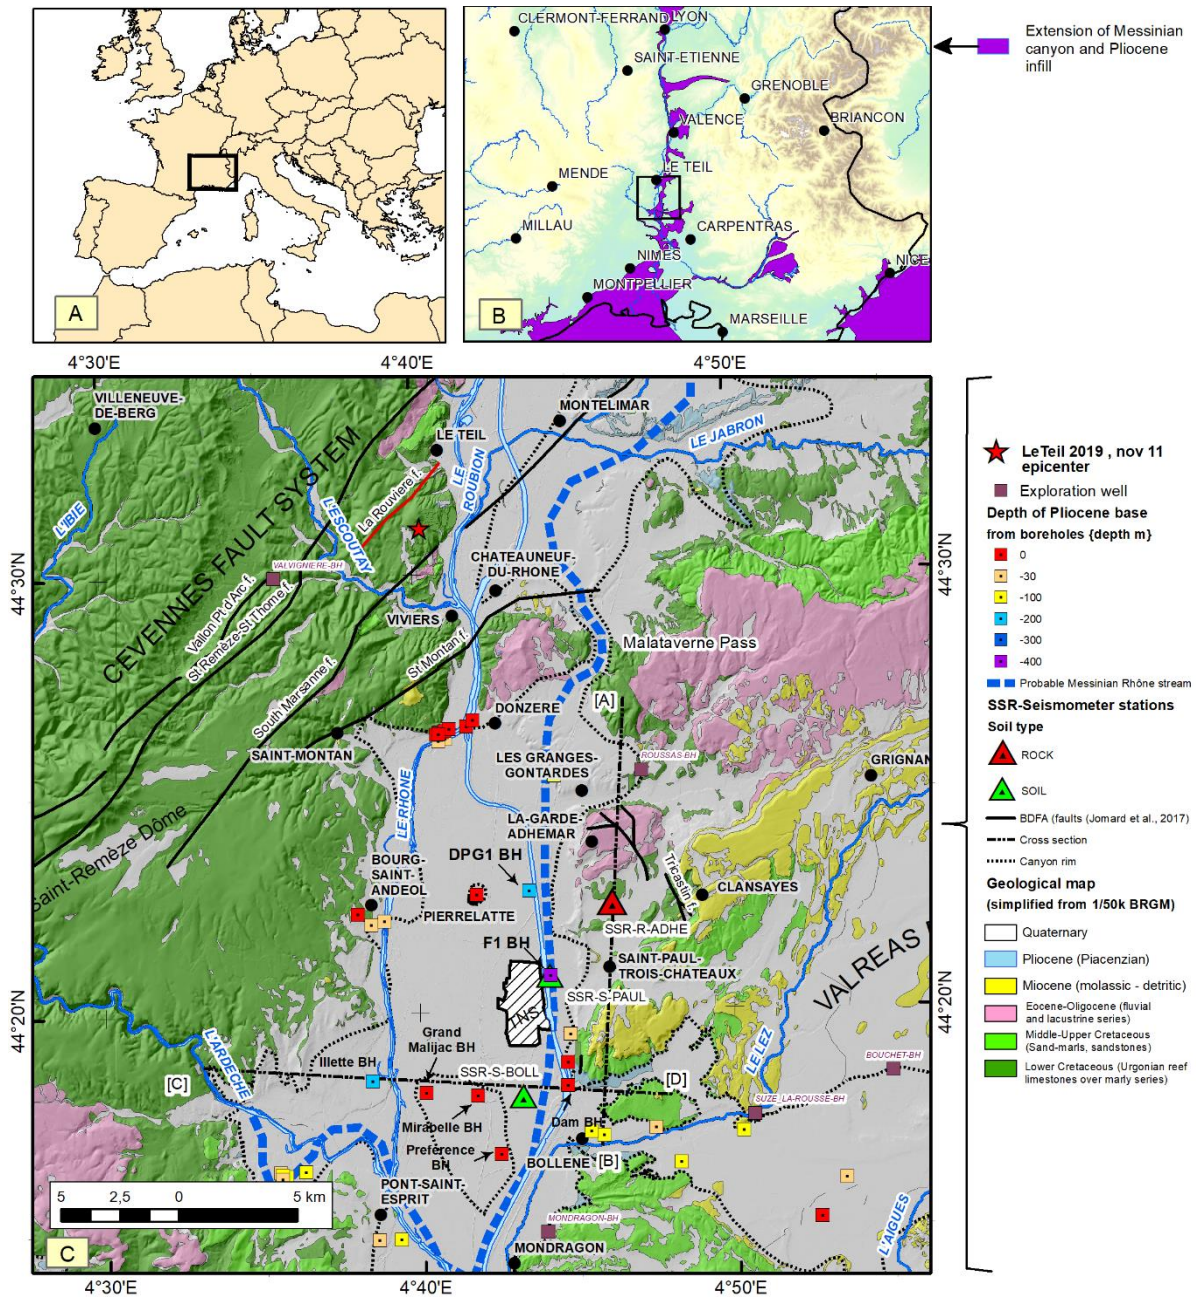 CLERMONT-FERRAND
LYON
SAINT-ETIENNE
GRENOBLE
VALENCE
BRIANCON
LE TEIL
MENDE
MILLAU
CARPENTRAS
NIMES
MONTPELLIER
NICE
MARSEILLE
A
B
Extension of Messinian
canyon and Pliocene
infill
4°30'E
4°40'E
4°50'E
VILLENEUVE-
DE-BERG
MONTELIMAR
LE TEIL
LE JABRON
LE
ROUBION
L'IBIE
L'ESCOUTAY
La Rouviere f.
CEVENNES FAULT SYSTEM
VALVIGNIERE-BH
CHATEAUNEUF-
DU-RHONE
44°30'N
44°30'N
Vallon Pt d'Arc f.
St-Remèze-St-Thome f.
VIVIERS
St Montan f.
Malataverne Pass
South Marsanne f.
[A]
DONZERE
SAINT-MONTAN
ROUSSAS-BH
LES GRANGES-
GONTARDES
GRIGNAN
LE RHONE
LA-GARDE-
ADHEMAR
Saint-Remèze Dôme
BOURG-
SAINT-
ANDEOL
DPG1 BH
Tricastin f.
CLANSAYES
PIERRELATTE
SSR-R-ADHE
F1 BH
SAINT-PAUL-
TROIS-CHATEAUX
VALREAS
SSR-S-PAUL
INS
44°20'N
44°20'N
L'ARDECHE
Grand
Malijac BH
Illette BH
SSR-S-BOLL
LE LEZ
BOUCHET-BH
[C]
[D]
SUZE_LA-ROUSSE-BH
Mirabelle BH
Dam BH
Preférence
BH
BOLLENE
[B]
PONT-SAINT-
ESPRIT
5 2,5 0 5 km
MONDRAGON-BH
L'AIGUES
C
MONDRAGON
4°30'E
4°40'E
4°50'E
LeTeil 2019 , nov 11
epicenter
Exploration well
Depth of Pliocene base
from boreholes {depth m}
0
-30
-100
-200
-300
-400
Probable Messinian Rhône stream
SSR-Seismometer stations
Soil type
ROCK
SOIL
BDFA (faults (Jomard et al., 2017)
Cross section
Canyon rim
Geological map
(simplified from 1/50k BRGM)
Quaternary
Pliocene (Piacenzian)
Miocene (molassic - detritic)
Eocene-Oligocene (fluvial
and lacustrine series)
Middle-Upper Cretaceous
(Sand-marls, sandstones)
Lower Cretaceous (Urgonian reef
limestones over marly series)